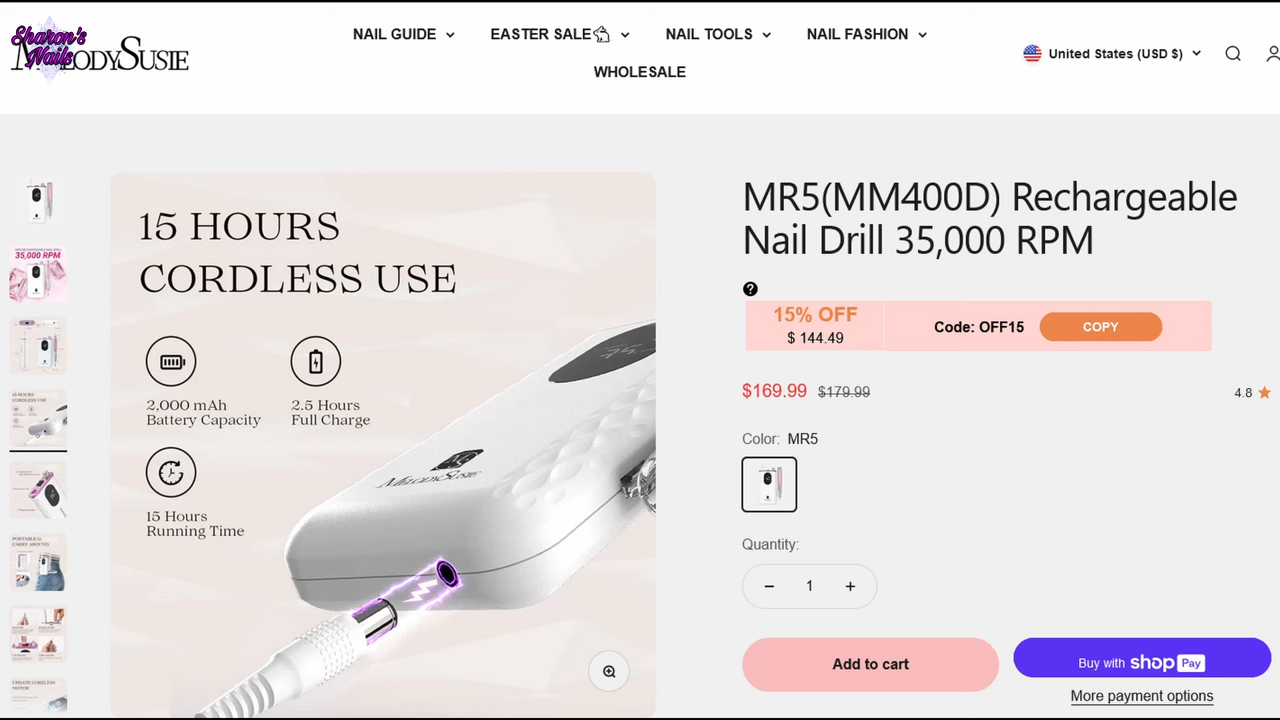 Sharon's
Nails
MELODYSUSIE
NAIL GUIDE
EASTER SALE
NAIL TOOLS
NAIL FASHION
WHOLESALE
United States (USD $)
35,000 RPM
15 HOURS
CORDLESS USE
2,000 mAh
Battery Capacity
2.5 Hours
Full Charge
15 Hours
Running Time
MELODYSUSIE
MR5(MM400D) Rechargeable
Nail Drill 35,000 RPM
?
15% OFF
$ 144.49
Code: OFF15
COPY
$169.99 $179.99
4.8
Color: MR5
Quantity:
− 1 +
Add to cart
Buy with shop Pay
More payment options